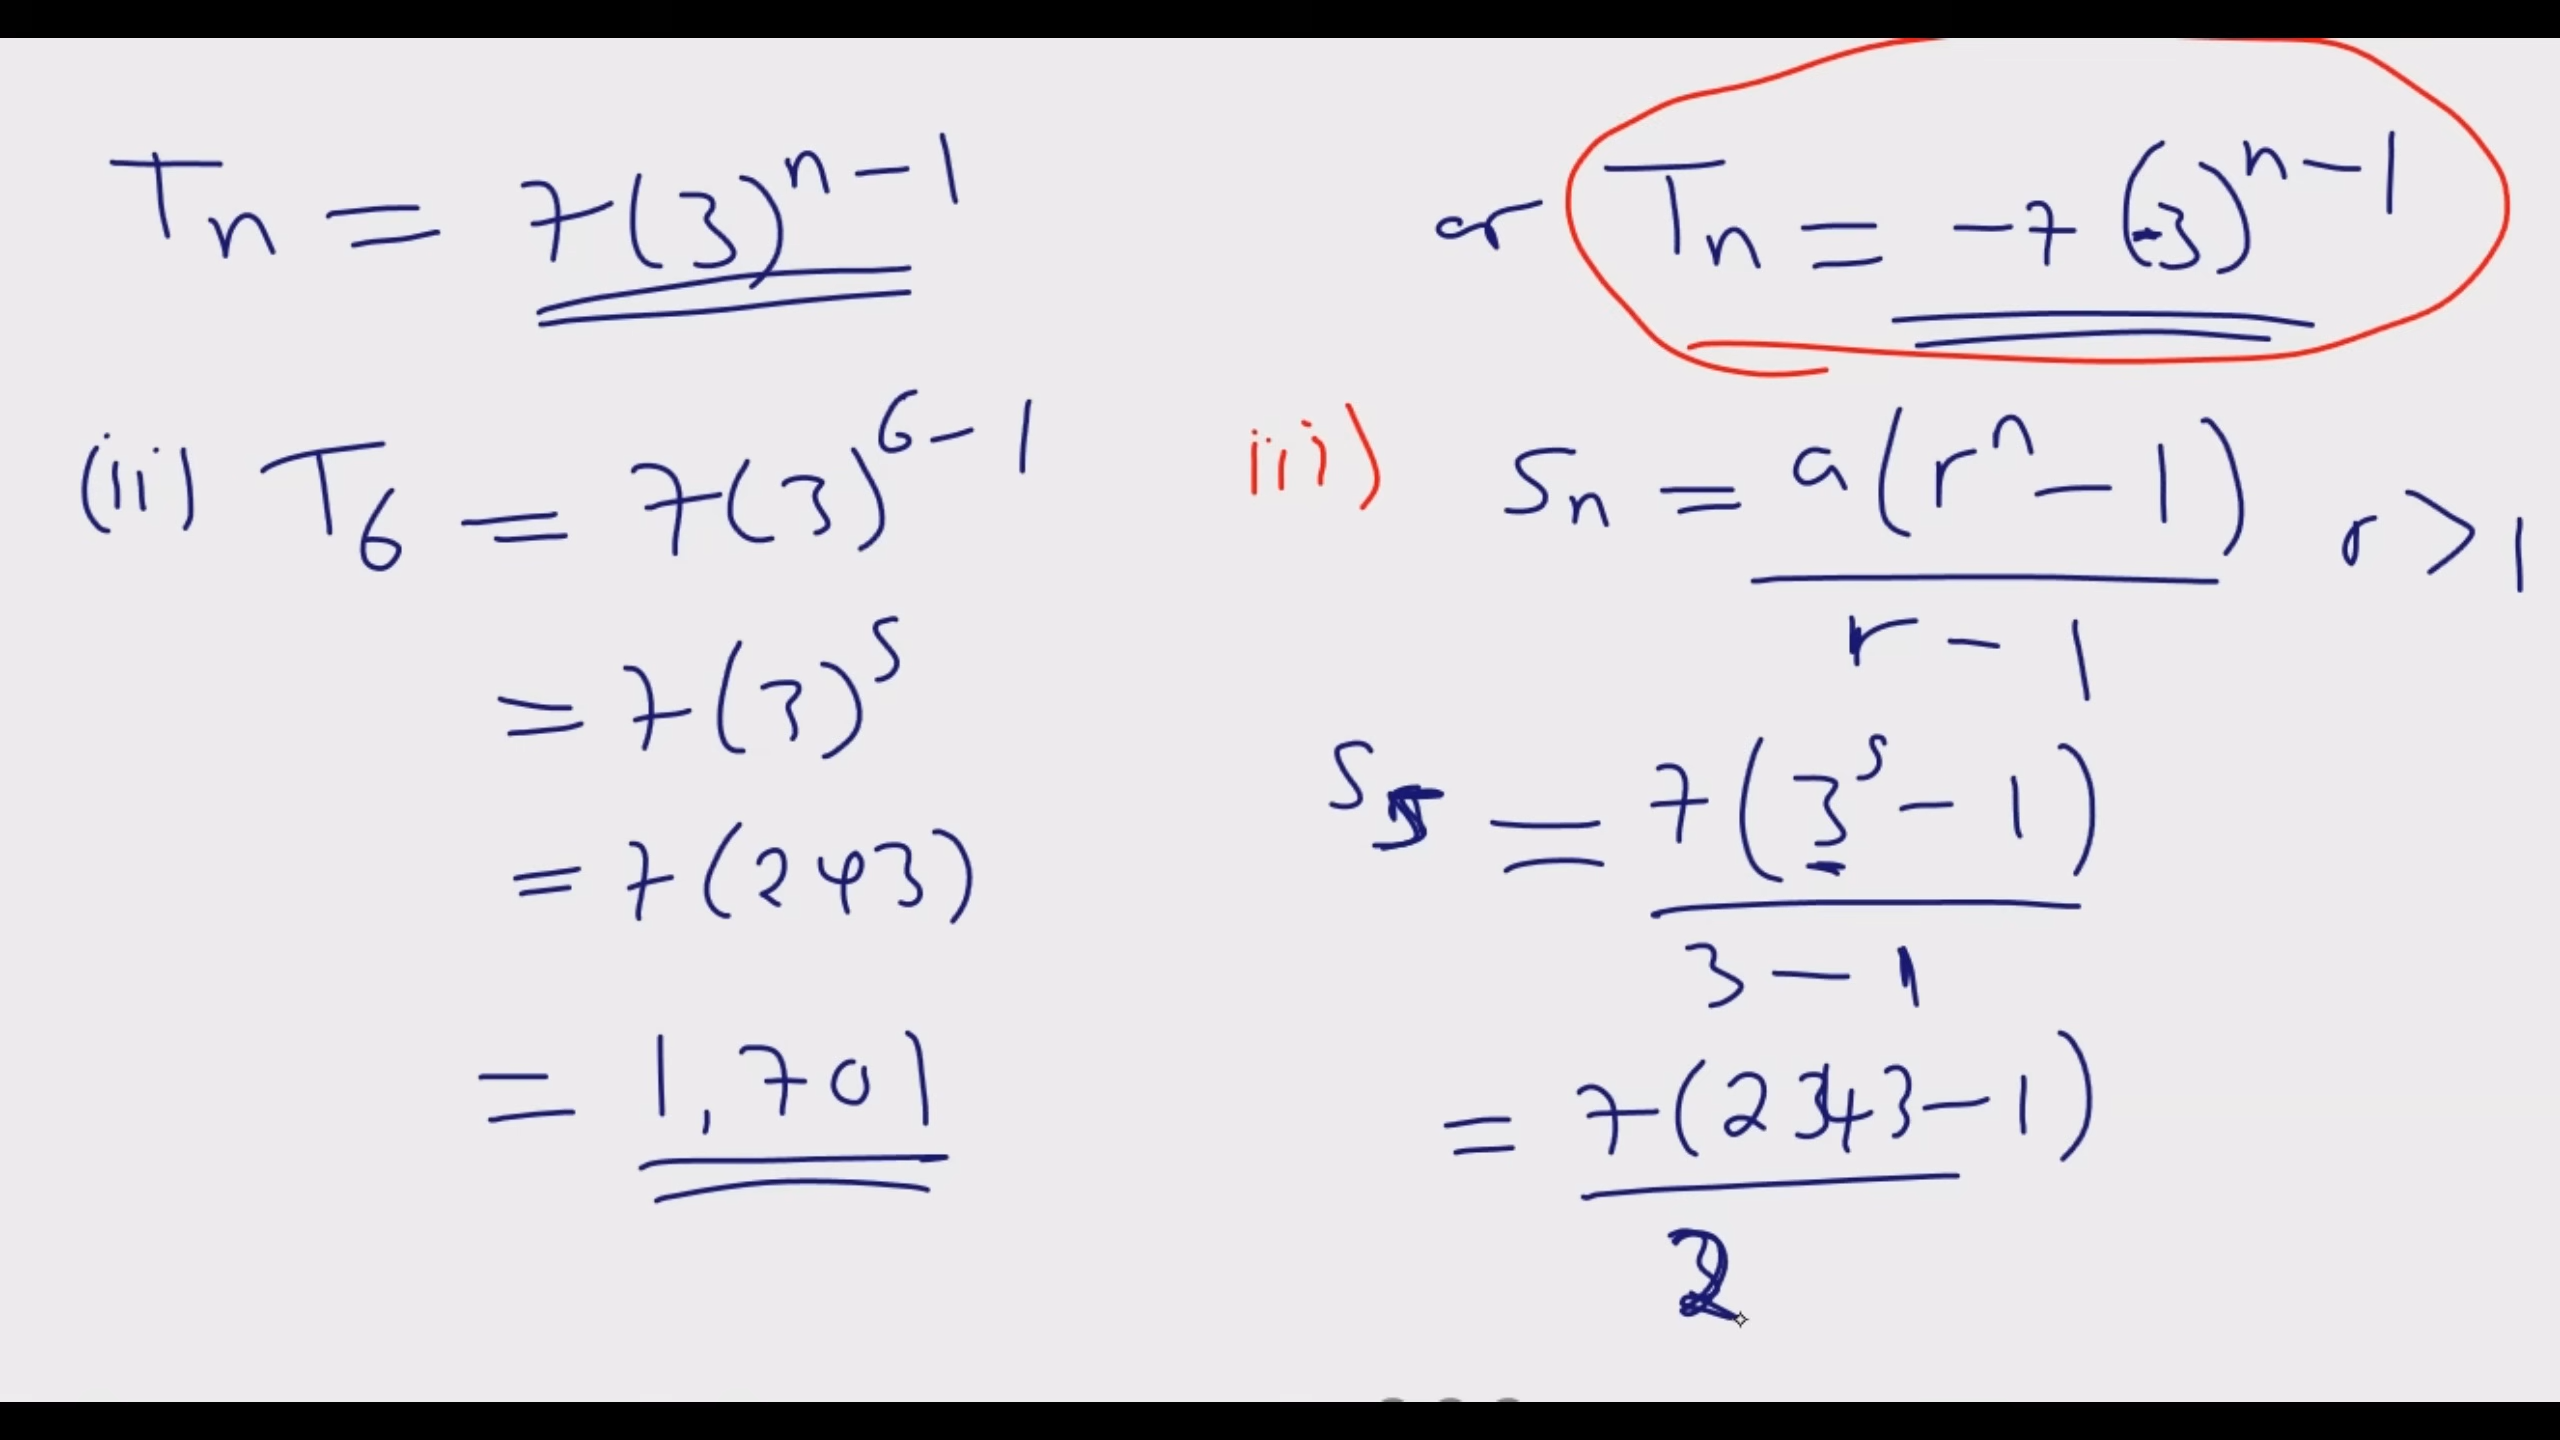 Tn = 7(3)^{n-1}
(ii) T6 = 7(3)^{6-1}
= 7(3)^5
= 7(243)
= 1,701
or Tn = -7(-3)^{n-1}
iii) Sn = a(r^n - 1) / r - 1 r > 1
S5 = 7(3^5 - 1) / 3 - 1
= 7(243 - 1) / 2